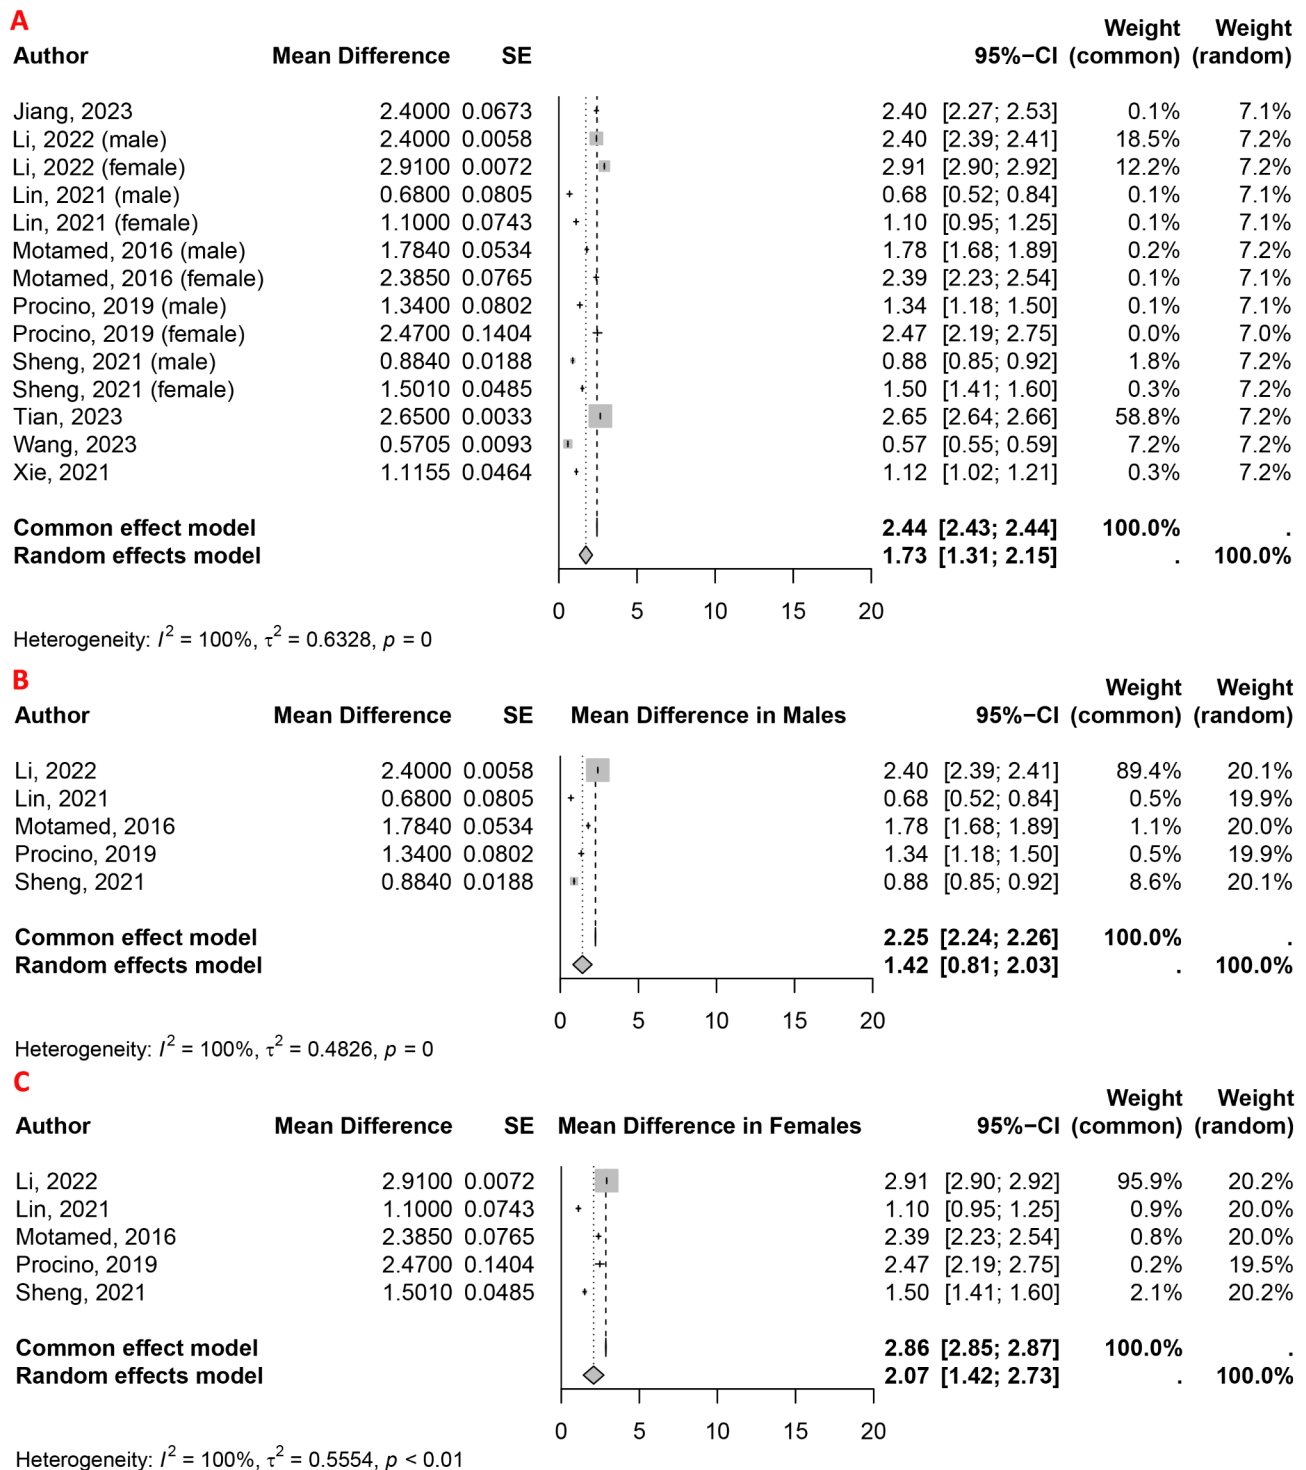 A
Weight Weight
Author Mean Difference SE 95%−CI (common) (random)
Jiang, 2023 2.4000 0.0673 2.40 [2.27; 2.53] 0.1% 7.1%
Li, 2022 (male) 2.4000 0.0058 2.40 [2.39; 2.41] 18.5% 7.2%
Li, 2022 (female) 2.9100 0.0072 2.91 [2.90; 2.92] 12.2% 7.2%
Lin, 2021 (male) 0.6800 0.0805 0.68 [0.52; 0.84] 0.1% 7.1%
Lin, 2021 (female) 1.1000 0.0743 1.10 [0.95; 1.25] 0.1% 7.1%
Motamed, 2016 (male) 1.7840 0.0534 1.78 [1.68; 1.89] 0.2% 7.2%
Motamed, 2016 (female) 2.3850 0.0765 2.39 [2.23; 2.54] 0.1% 7.1%
Procino, 2019 (male) 1.3400 0.0802 1.34 [1.18; 1.50] 0.1% 7.1%
Procino, 2019 (female) 2.4700 0.1404 2.47 [2.19; 2.75] 0.0% 7.0%
Sheng, 2021 (male) 0.8840 0.0188 0.88 [0.85; 0.92] 1.8% 7.2%
Sheng, 2021 (female) 1.5010 0.0485 1.50 [1.41; 1.60] 0.3% 7.2%
Tian, 2023 2.6500 0.0033 2.65 [2.64; 2.66] 58.8% 7.2%
Wang, 2023 0.5705 0.0093 0.57 [0.55; 0.59] 7.2% 7.2%
Xie, 2021 1.1155 0.0464 1.12 [1.02; 1.21] 0.3% 7.2%
Common effect model 2.44 [2.43; 2.44] 100.0% .
Random effects model 1.73 [1.31; 2.15] . 100.0%
0 5 10 15 20
Heterogeneity: I² = 100%, τ² = 0.6328, p = 0
B
Weight Weight
Author Mean Difference SE Mean Difference in Males 95%−CI (common) (random)
Li, 2022 2.4000 0.0058 2.40 [2.39; 2.41] 89.4% 20.1%
Lin, 2021 0.6800 0.0805 0.68 [0.52; 0.84] 0.5% 19.9%
Motamed, 2016 1.7840 0.0534 1.78 [1.68; 1.89] 1.1% 20.0%
Procino, 2019 1.3400 0.0802 1.34 [1.18; 1.50] 0.5% 19.9%
Sheng, 2021 0.8840 0.0188 0.88 [0.85; 0.92] 8.6% 20.1%
Common effect model 2.25 [2.24; 2.26] 100.0% .
Random effects model 1.42 [0.81; 2.03] . 100.0%
0 5 10 15 20
Heterogeneity: I² = 100%, τ² = 0.4826, p = 0
C
Weight Weight
Author Mean Difference SE Mean Difference in Females 95%−CI (common) (random)
Li, 2022 2.9100 0.0072 2.91 [2.90; 2.92] 95.9% 20.2%
Lin, 2021 1.1000 0.0743 1.10 [0.95; 1.25] 0.9% 20.0%
Motamed, 2016 2.3850 0.0765 2.39 [2.23; 2.54] 0.8% 20.0%
Procino, 2019 2.4700 0.1404 2.47 [2.19; 2.75] 0.2% 19.5%
Sheng, 2021 1.5010 0.0485 1.50 [1.41; 1.60] 2.1% 20.2%
Common effect model 2.86 [2.85; 2.87] 100.0% .
Random effects model 2.07 [1.42; 2.73] . 100.0%
0 5 10 15 20
Heterogeneity: I² = 100%, τ² = 0.5554, p < 0.01